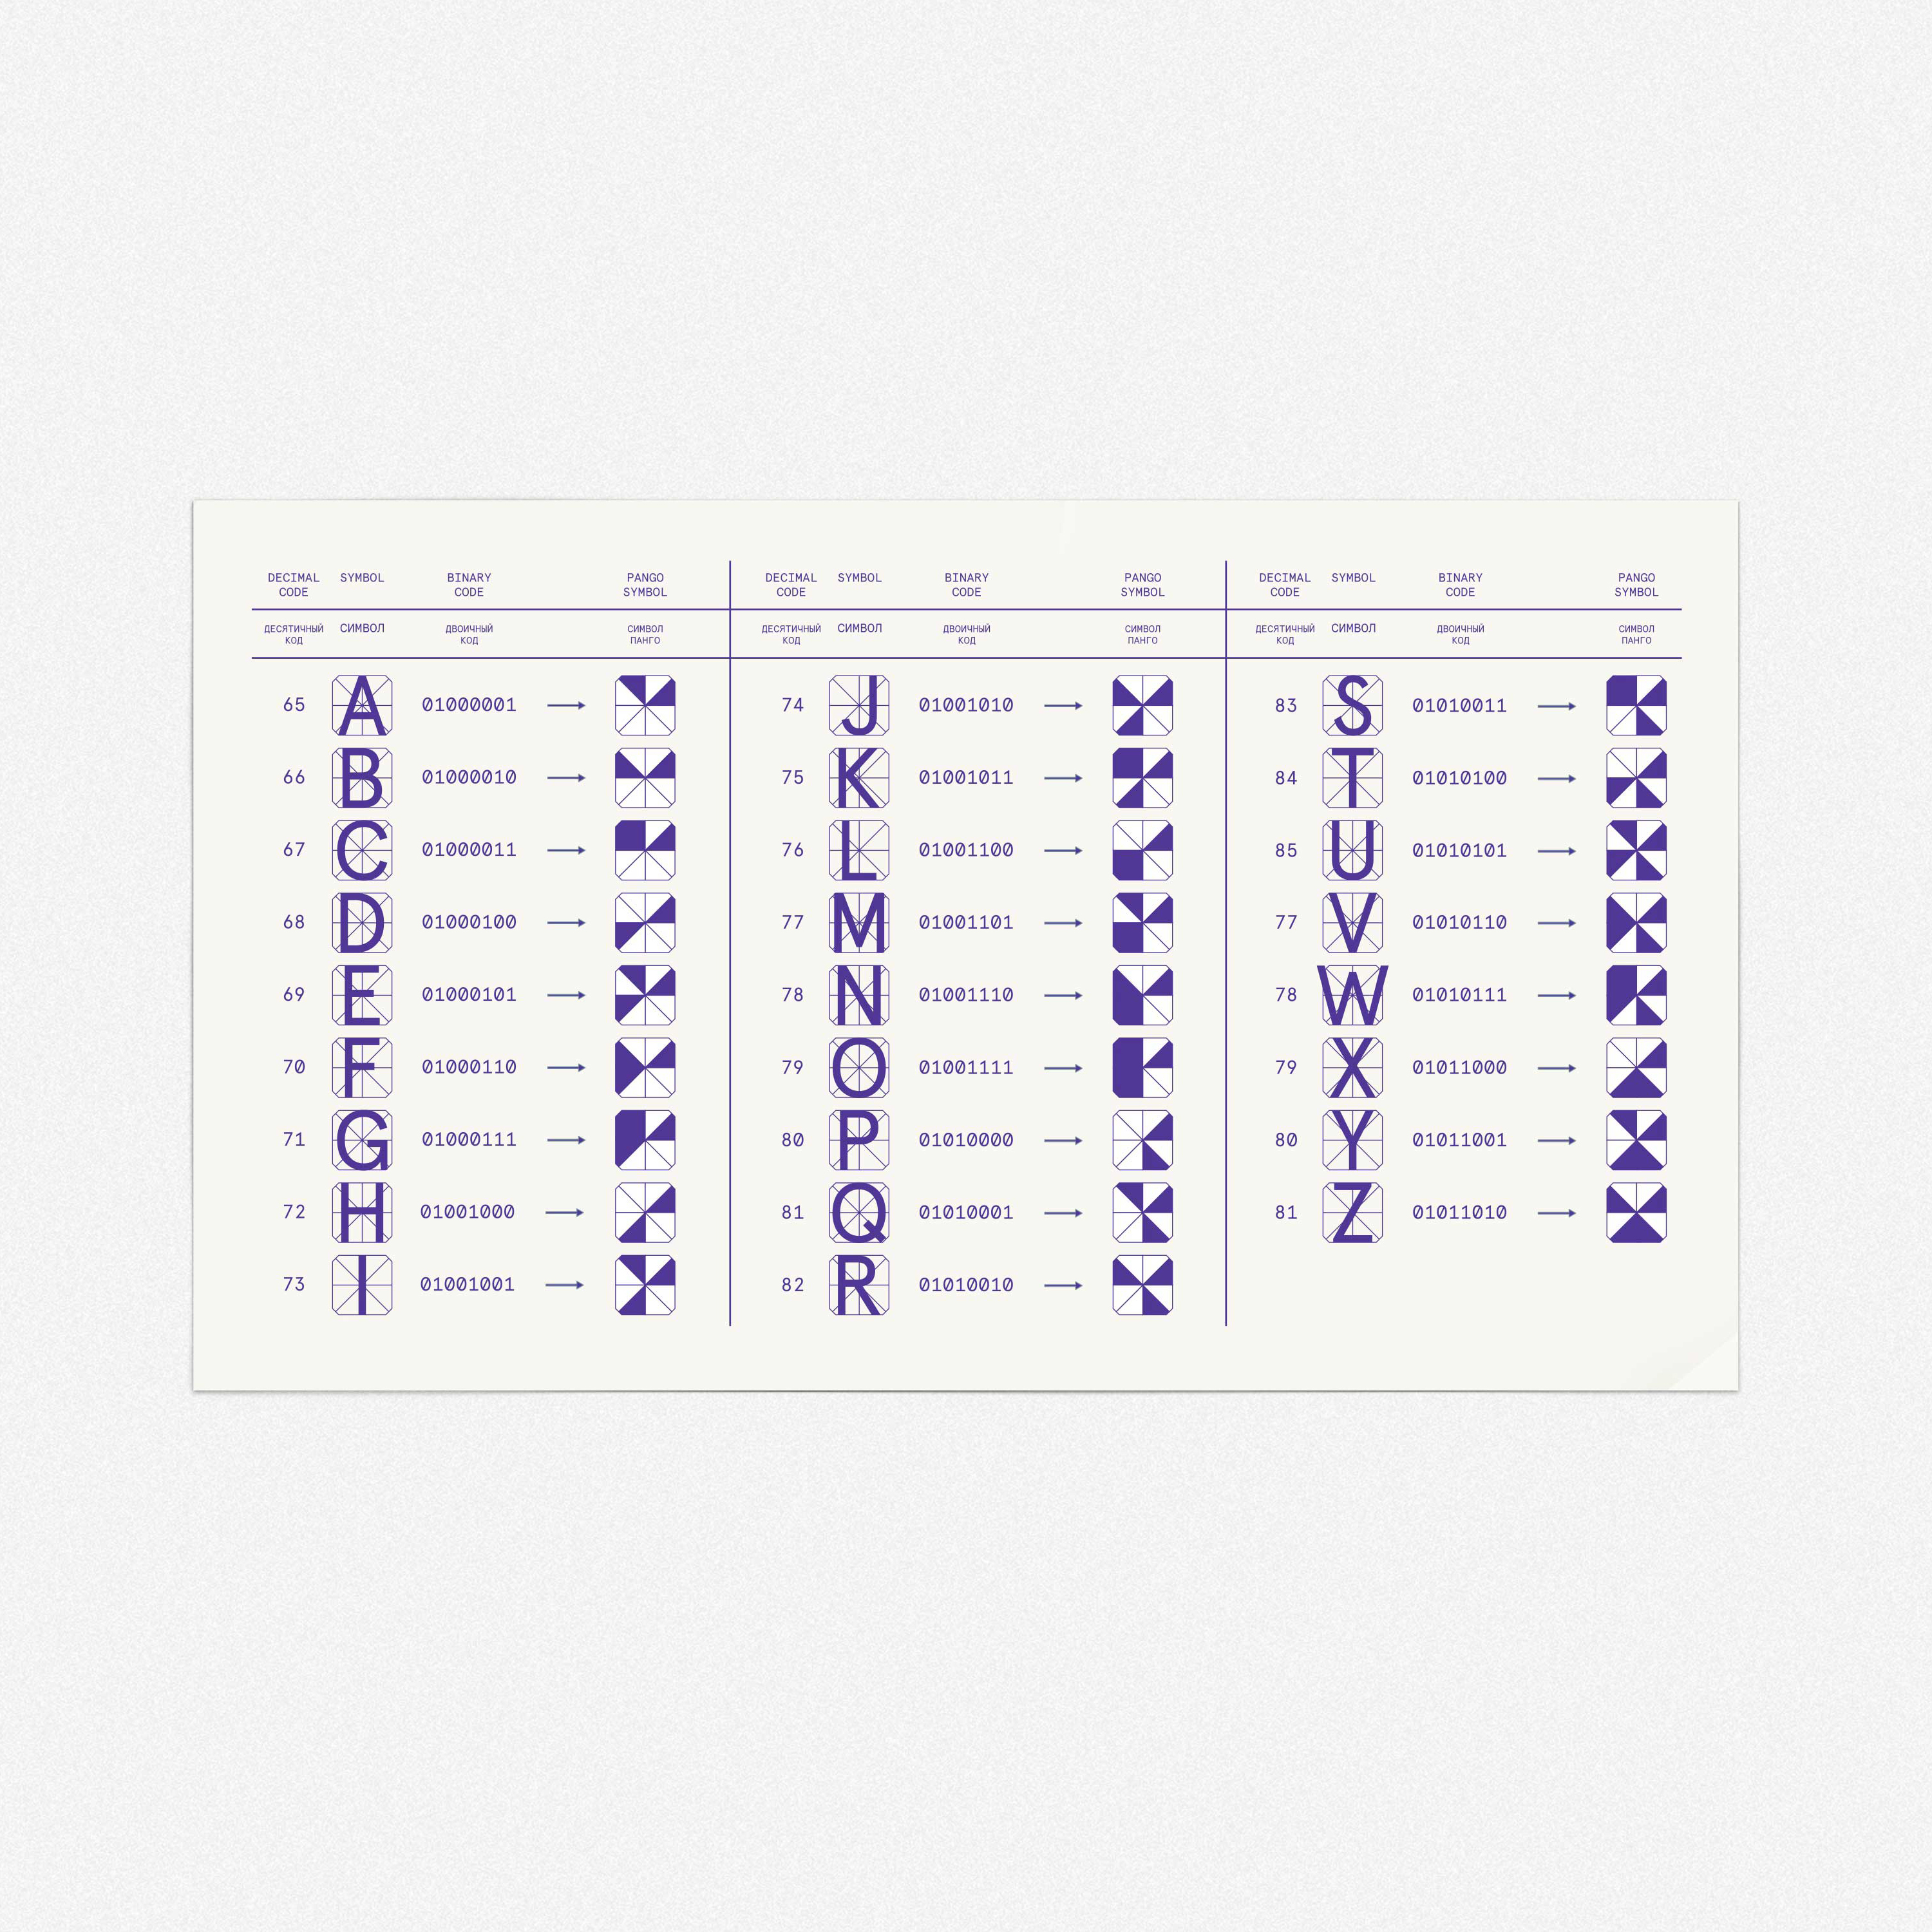 DECIMAL CODE SYMBOL BINARY CODE PANGO SYMBOL
ДЕСЯТИЧНЫЙ КОД СИМВОЛ ДВОИЧНЫЙ КОД СИМВОЛ ПАНГО
65 A 01000001
66 B 01000010
67 C 01000011
68 D 01000100
69 E 01000101
70 F 01000110
71 G 01000111
72 H 01001000
73 I 01001001
DECIMAL CODE SYMBOL BINARY CODE PANGO SYMBOL
ДЕСЯТИЧНЫЙ КОД СИМВОЛ ДВОИЧНЫЙ КОД СИМВОЛ ПАНГО
74 J 01001010
75 K 01001011
76 L 01001100
77 M 01001101
78 N 01001110
79 O 01001111
80 P 01010000
81 Q 01010001
82 R 01010010
DECIMAL CODE SYMBOL BINARY CODE PANGO SYMBOL
ДЕСЯТИЧНЫЙ КОД СИМВОЛ ДВОИЧНЫЙ КОД СИМВОЛ ПАНГО
83 S 01010011
84 T 01010100
85 U 01010101
77 V 01010110
78 W 01010111
79 X 01011000
80 Y 01011001
81 Z 01011010